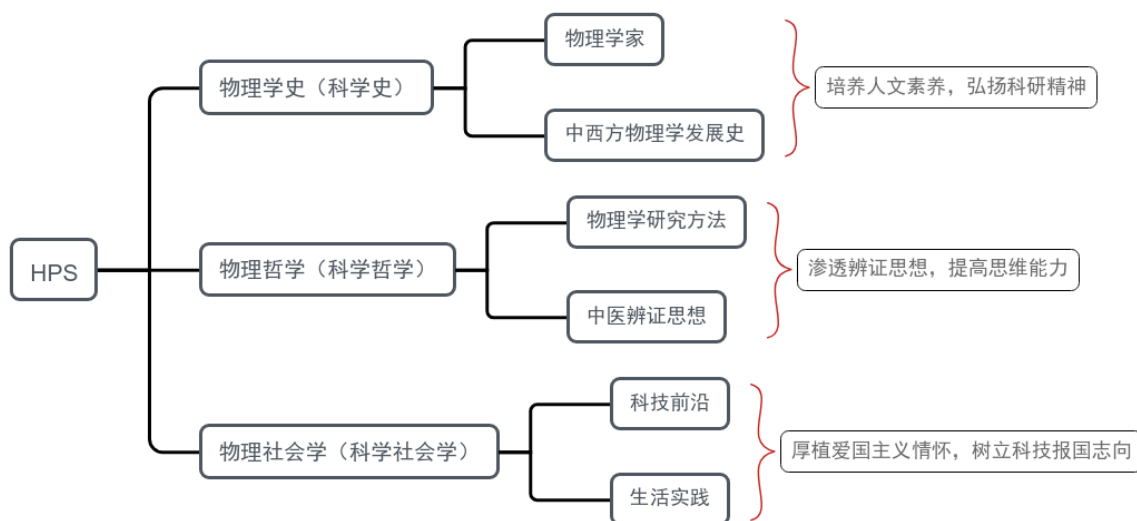 HPS
物理学史（科学史）
物理学家
中西方物理学发展史
培养人文素养，弘扬科研精神
物理哲学（科学哲学）
物理学研究方法
中医辨证思想
渗透辨证思想，提高思维能力
物理社会学（科学社会学）
科技前沿
生活实践
厚植爱国主义情怀，树立科技报国志向